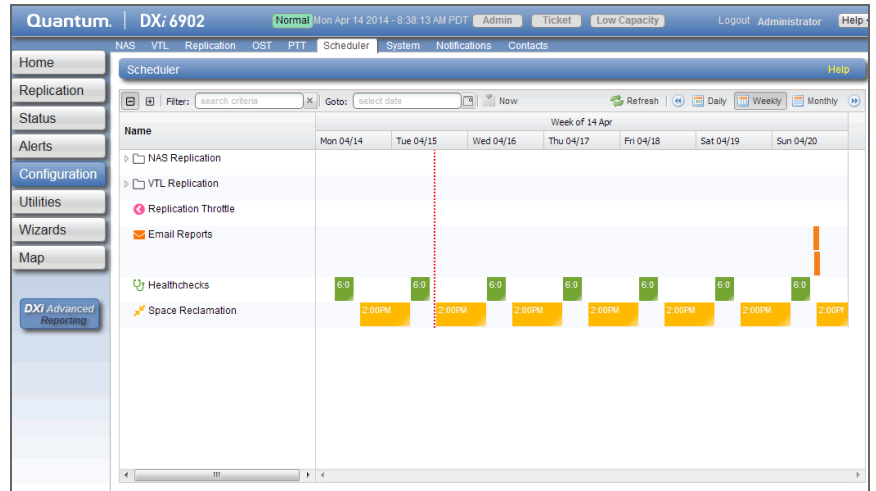 Quantum. DXi 6902 Normal Mon Apr 14 2014 - 8:38:13 AM PDT Admin Ticket Low Capacity Logout Administrator Help
NAS VTL Replication OST PTT Scheduler System Notifications Contacts
Home
Replication
Status
Alerts
Configuration
Utilities
Wizards
Map
DXi Advanced
Reporting
Scheduler Help
Filter: search criteria Goto: select date Now Refresh Daily Weekly Monthly
Name
Week of 14 Apr
Mon 04/14 Tue 04/15 Wed 04/16 Thu 04/17 Fri 04/18 Sat 04/19 Sun 04/20
NAS Replication
VTL Replication
Replication Throttle
Email Reports
Healthchecks 6:0 6:0 6:0 6:0 6:0 6:0 6:0
Space Reclamation 2:00PM 2:00PM 2:00PM 2:00PM 2:00PM 2:00PM 2:00P